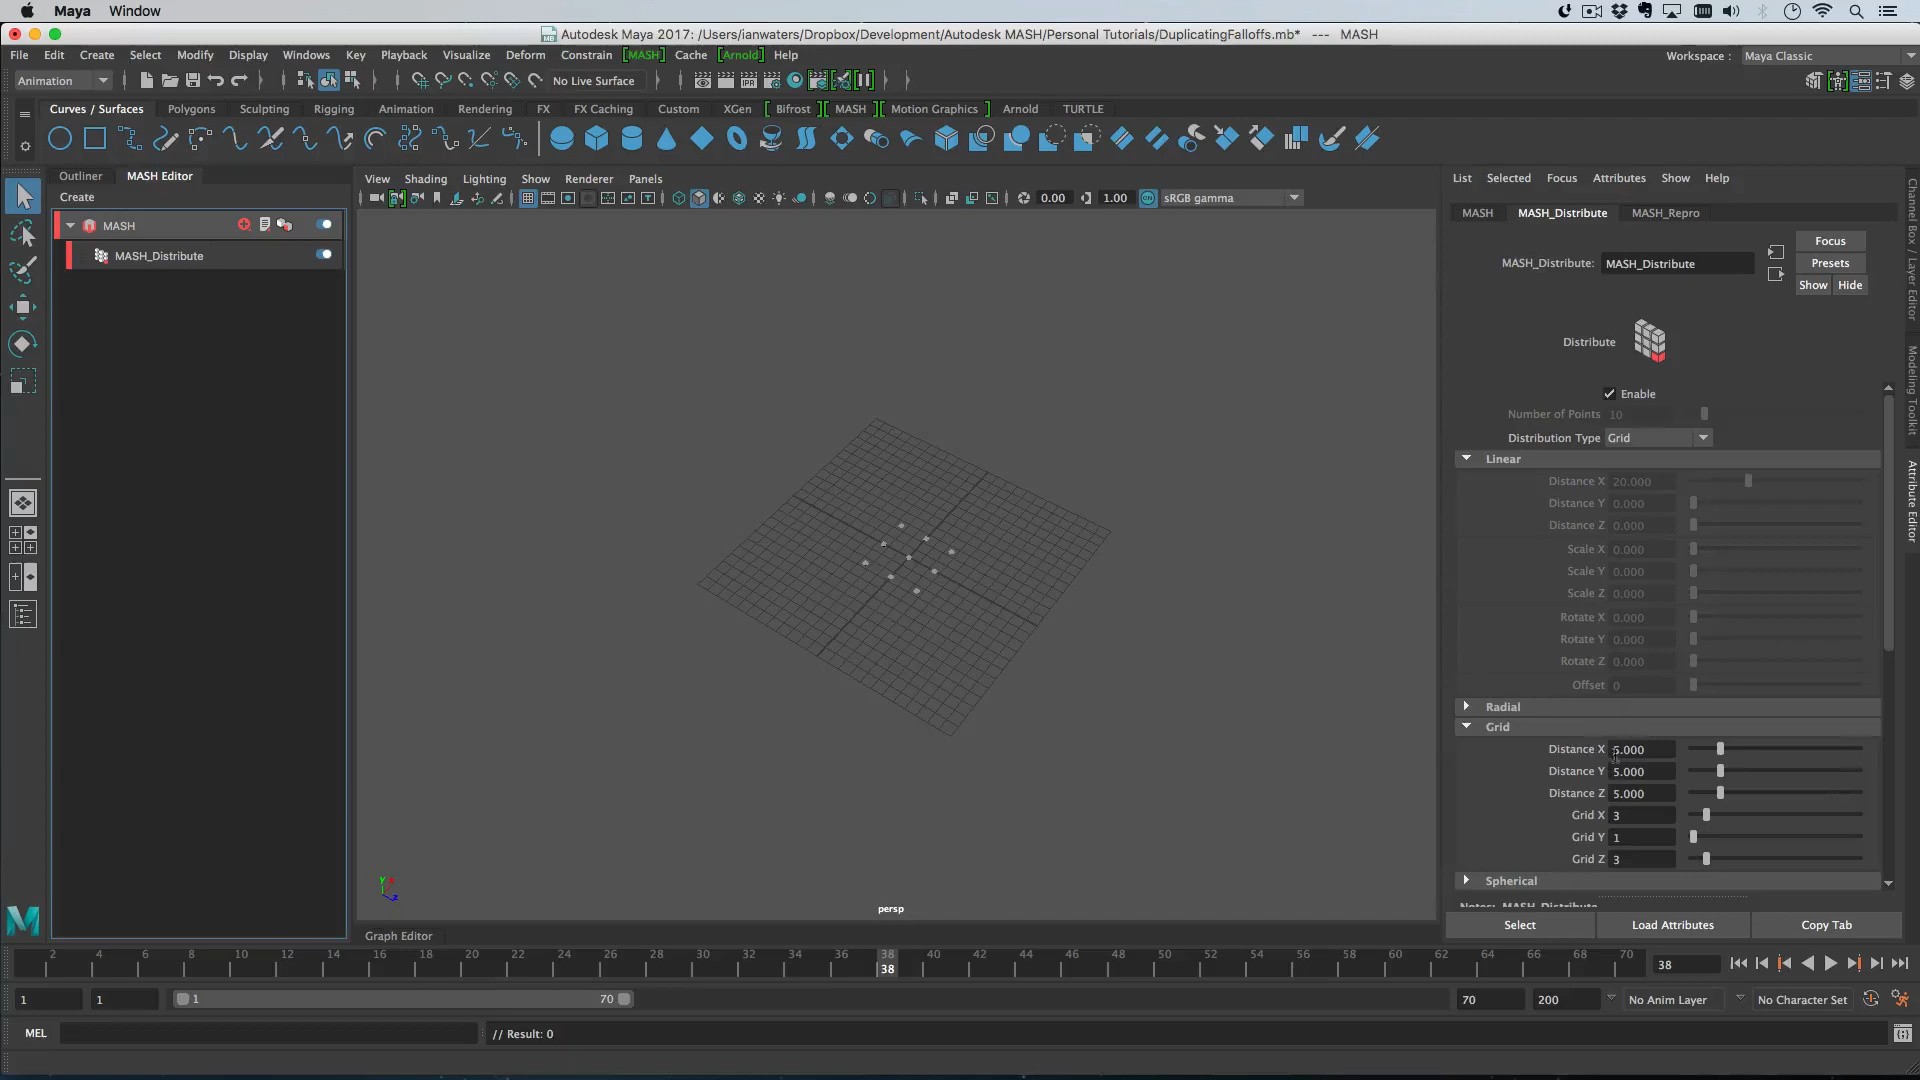 Maya Window
Autodesk Maya 2017: /Users/ianwaters/Dropbox/Development/Autodesk MASH/Personal Tutorials/DuplicatingFalloffs.mb* --- MASH
File Edit Create Select Modify Display Windows Key Playback Visualize Deform Constrain [MASH] Cache [Arnold] Help
Workspace : Maya Classic
Animation No Live Surface
Curves / Surfaces Polygons Sculpting Rigging Animation Rendering FX FX Caching Custom XGen [ Bifrost ][ MASH ][ Motion Graphics ] Arnold TURTLE
Outliner MASH Editor
Create
MASH
MASH_Distribute
View Shading Lighting Show Renderer Panels
0.00 1.00 sRGB gamma
persp
Graph Editor
List Selected Focus Attributes Show Help
MASH MASH_Distribute MASH_Repro
Focus
MASH_Distribute: MASH_Distribute Presets
Show Hide
Distribute
Enable
Number of Points 10
Distribution Type Grid
Linear
Distance X 20.000
Distance Y 0.000
Distance Z 0.000
Scale X 0.000
Scale Y 0.000
Scale Z 0.000
Rotate X 0.000
Rotate Y 0.000
Rotate Z 0.000
Offset 0
Radial
Grid
Distance X 5.000
Distance Y 5.000
Distance Z 5.000
Grid X 3
Grid Y 1
Grid Z 3
Spherical
Notes: MASH_Distribute
Select Load Attributes Copy Tab
Channel Box / Layer Editor
Modeling Toolkit
Attribute Editor
2 4 6 8 10 12 14 16 18 20 22 24 26 28 30 32 34 36 38 40 42 44 46 48 50 52 54 56 58 60 62 64 66 68 70
38 38
1 1 1 70 70 200 No Anim Layer No Character Set
MEL // Result: 0